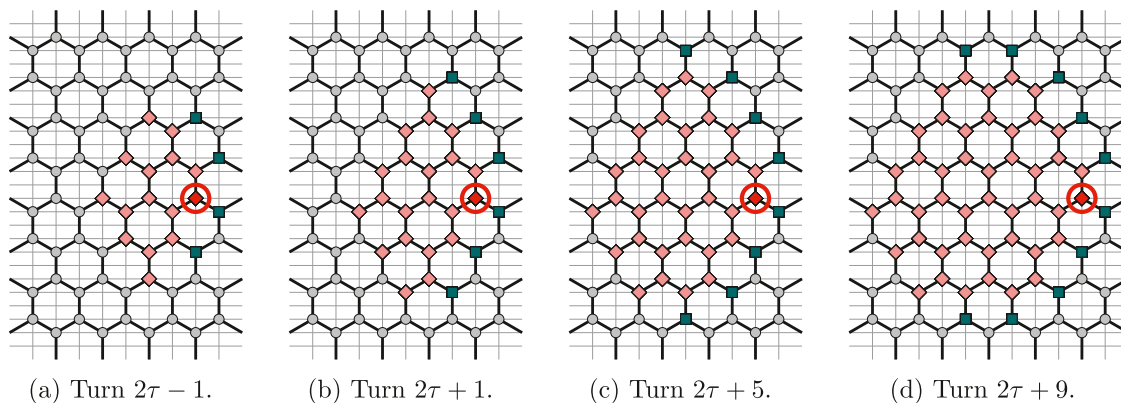 (a) Turn 2τ − 1.
(b) Turn 2τ + 1.
(c) Turn 2τ + 5.
(d) Turn 2τ + 9.